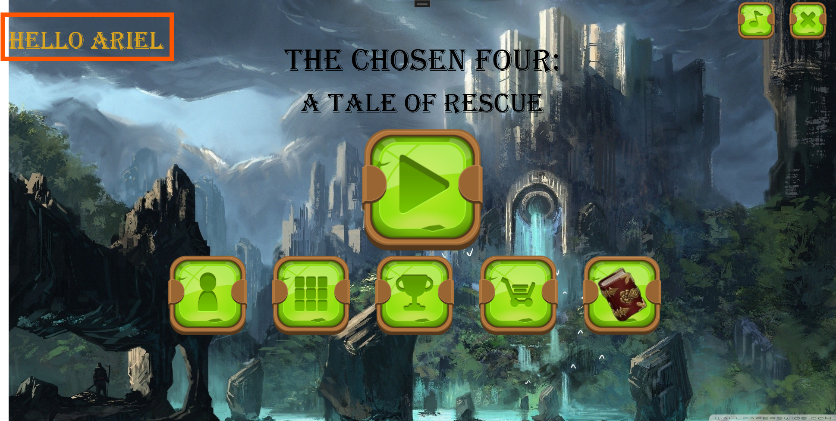 HELLO ARIEL
THE CHOSEN FOUR:
A TALE OF RESCUE